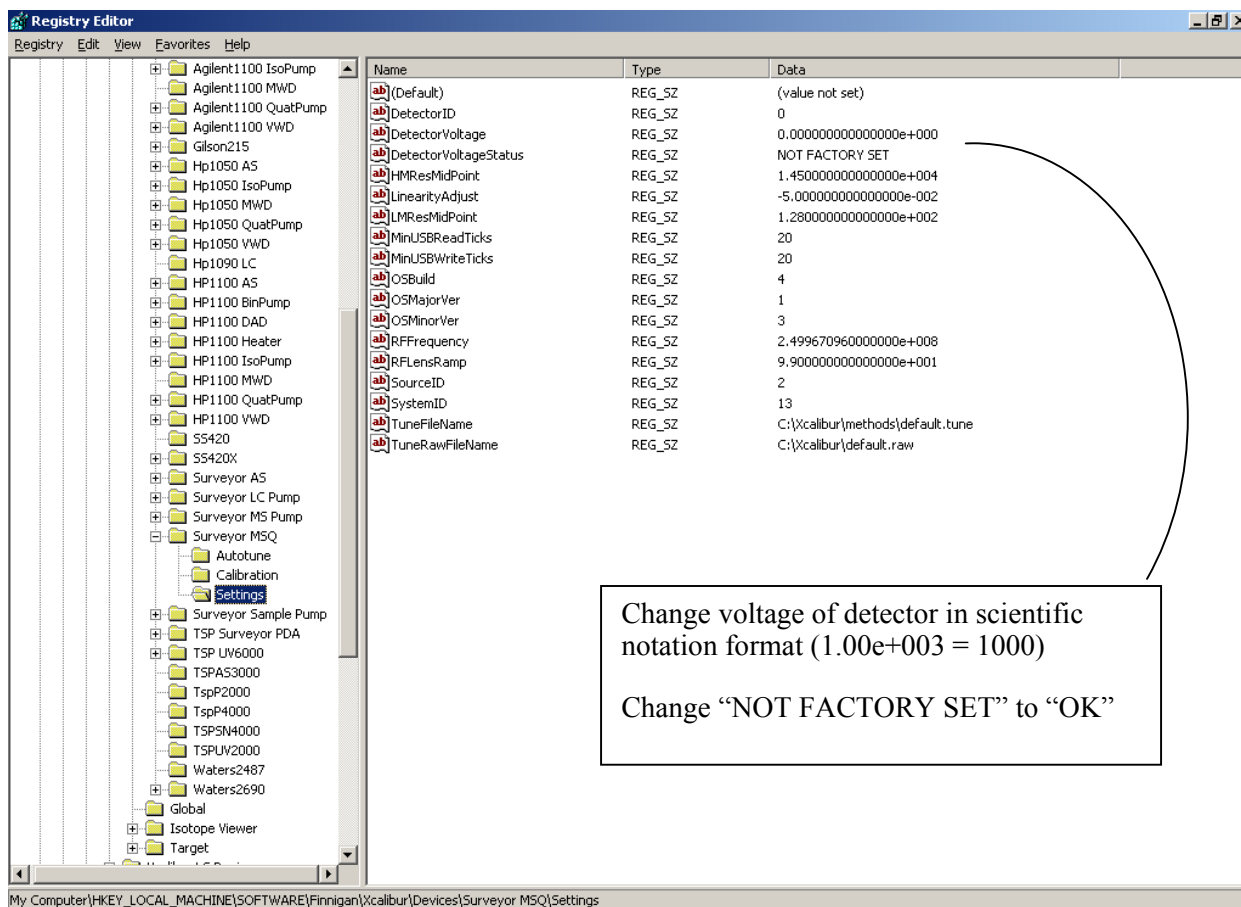 Registry Editor
Registry Edit View Favorites Help
Agilent1100 IsoPump
Agilent1100 MWD
Agilent1100 QuatPump
Agilent1100 VWD
Gilson215
Hp1050 AS
Hp1050 IsoPump
Hp1050 MWD
Hp1050 QuatPump
Hp1050 VWD
Hp1090 LC
HP1100 AS
HP1100 BinPump
HP1100 DAD
HP1100 Heater
HP1100 IsoPump
HP1100 MWD
HP1100 QuatPump
HP1100 VWD
SS420
SS420X
Surveyor AS
Surveyor LC Pump
Surveyor MS Pump
Surveyor MSQ
Autotune
Calibration
Settings
Surveyor Sample Pump
TSP Surveyor PDA
TSP UV6000
TSPAS3000
TspP2000
TspP4000
TSPSN4000
TSPUV2000
Waters2487
Waters2690
Global
Isotope Viewer
Target
Name Type Data
(Default) REG_SZ (value not set)
DetectorID REG_SZ 0
DetectorVoltage REG_SZ 0.000000000000000e+000
DetectorVoltageStatus REG_SZ NOT FACTORY SET
HMResMidPoint REG_SZ 1.450000000000000e+004
LinearityAdjust REG_SZ -5.000000000000000e-002
LMResMidPoint REG_SZ 1.280000000000000e+002
MinUSBReadTicks REG_SZ 20
MinUSBWriteTicks REG_SZ 20
OSBuild REG_SZ 4
OSMajorVer REG_SZ 1
OSMinorVer REG_SZ 3
RFFrequency REG_SZ 2.499670960000000e+008
RFLensRamp REG_SZ 9.900000000000000e+001
SourceID REG_SZ 2
SystemID REG_SZ 13
TuneFileName REG_SZ C:\Xcalibur\methods\default.tune
TuneRawFileName REG_SZ C:\Xcalibur\default.raw
Change voltage of detector in scientific
notation format (1.00e+003 = 1000)
Change “NOT FACTORY SET” to “OK”
My Computer\HKEY_LOCAL_MACHINE\SOFTWARE\Finnigan\Xcalibur\Devices\Surveyor MSQ\Settings